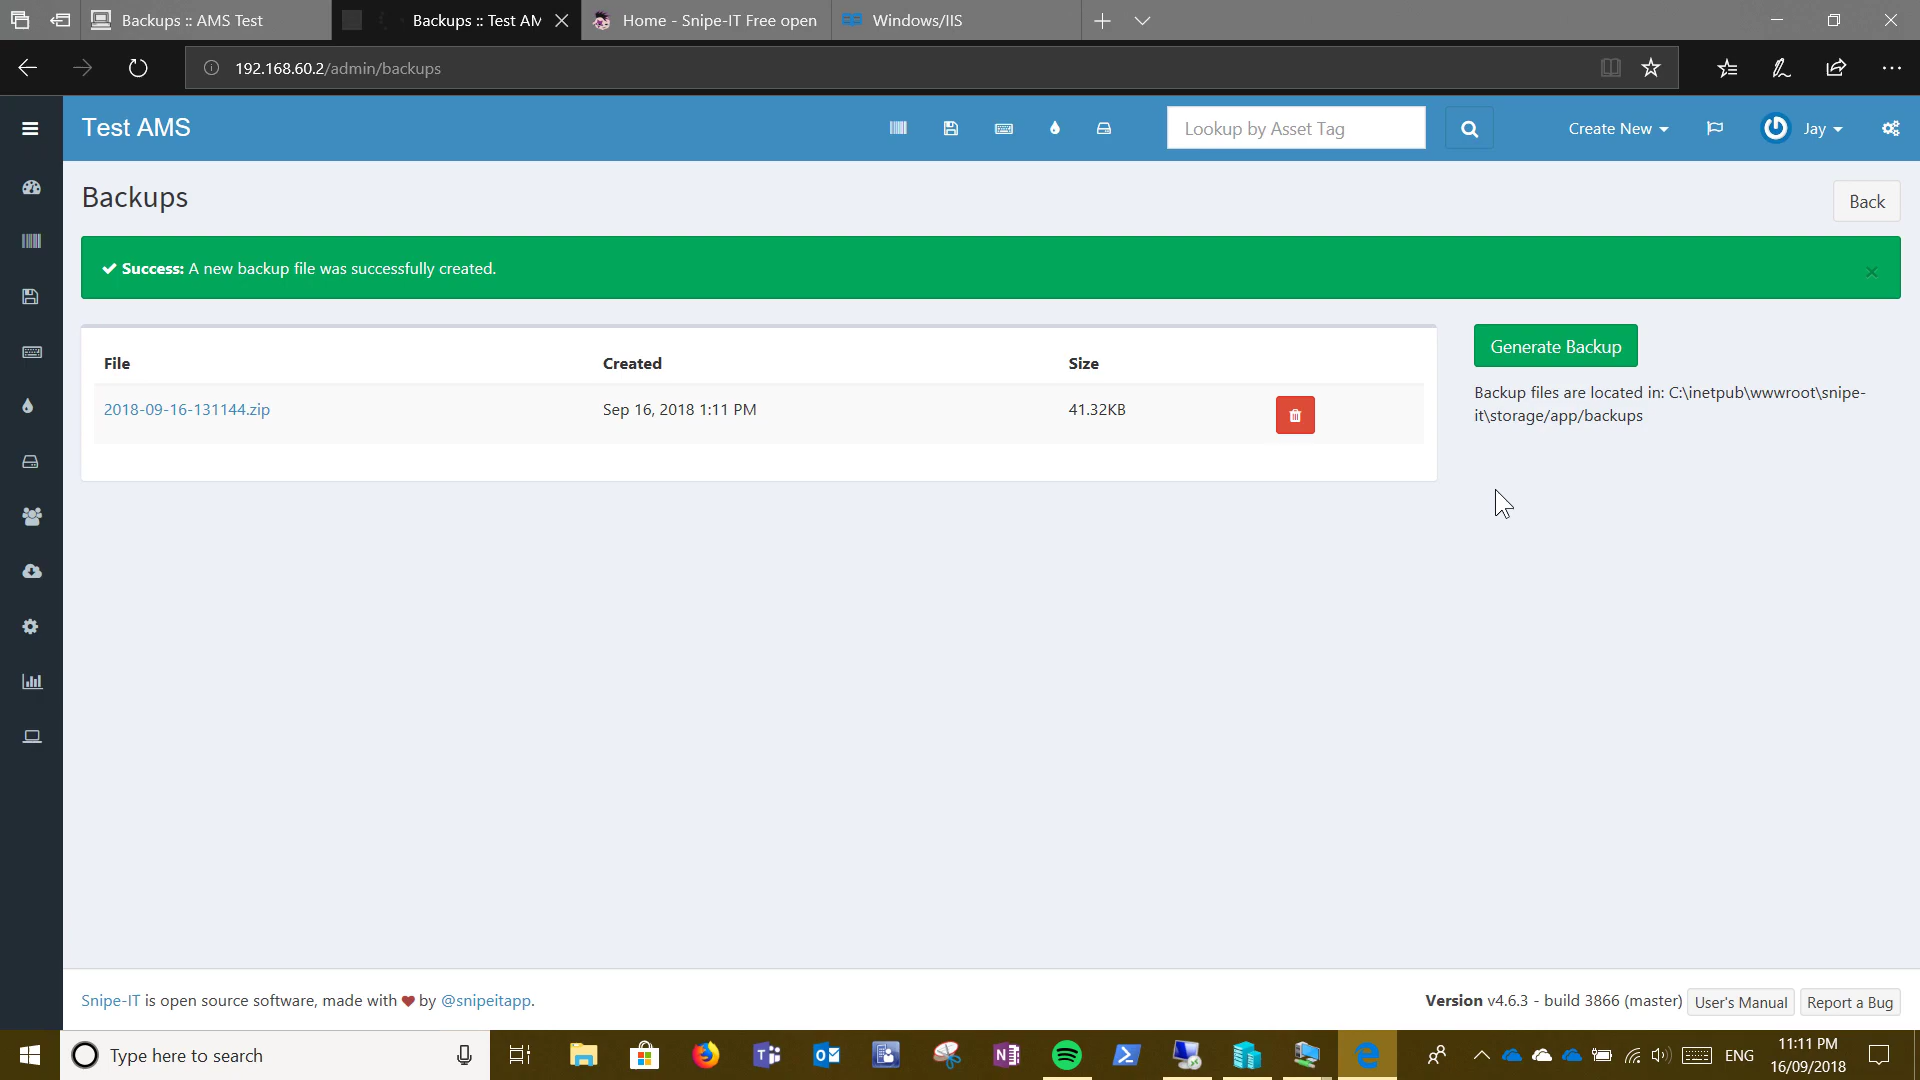 Backups :: AMS Test
Backups :: Test AM
Home - Snipe-IT Free open
Windows/IIS
192.168.60.2/admin/backups
Test AMS
Lookup by Asset Tag
Create New
Jay
Backups
Back
Success: A new backup file was successfully created.
×
File Created Size
2018-09-16-131144.zip Sep 16, 2018 1:11 PM 41.32KB
Generate Backup
Backup files are located in: C:\inetpub\wwwroot\snipe-
it\storage/app/backups
Snipe-IT is open source software, made with ♥ by @snipeitapp.
Version v4.6.3 - build 3866 (master)
User's Manual
Report a Bug
Type here to search
ENG
11:11 PM
16/09/2018